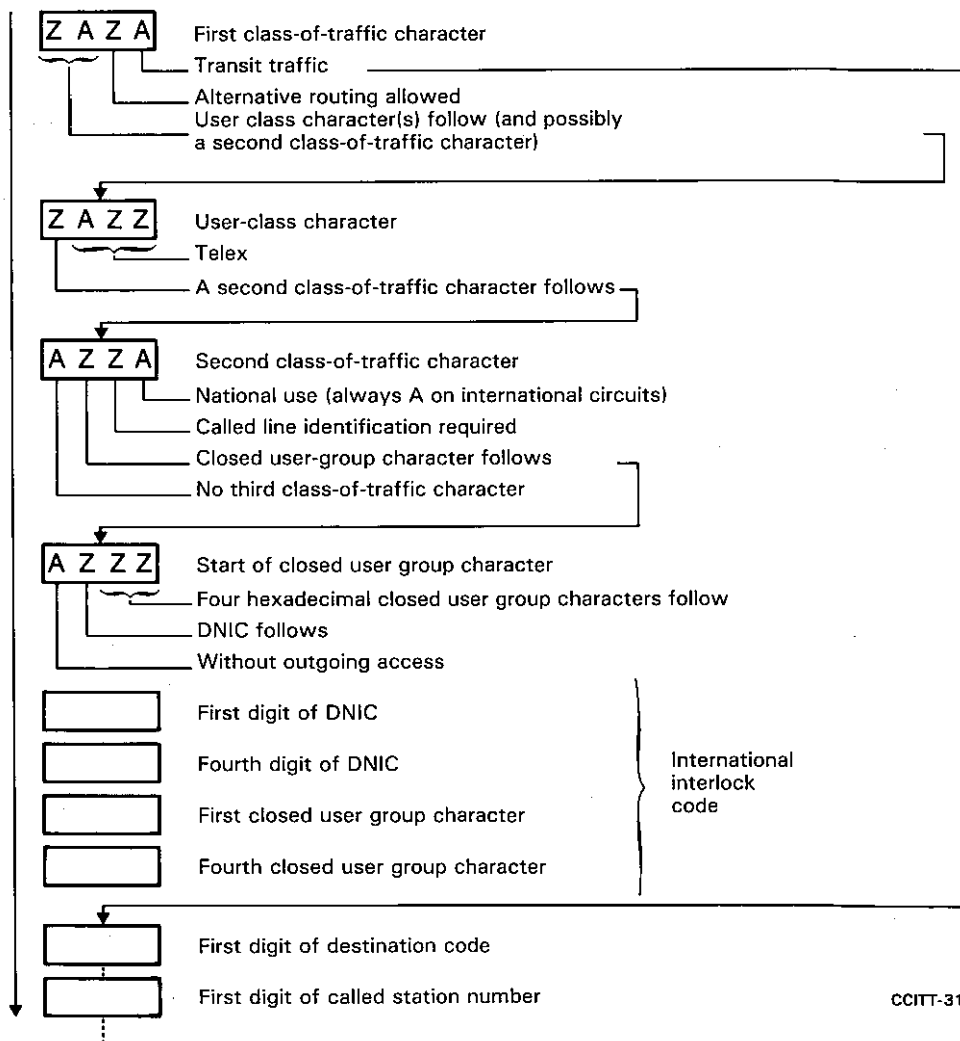 Z A Z A First class-of-traffic character
Transit traffic
Alternative routing allowed
User class character(s) follow (and possibly
a second class-of-traffic character)
Z A Z Z User-class character
Telex
A second class-of-traffic character follows
A Z Z A Second class-of-traffic character
National use (always A on international circuits)
Called line identification required
Closed user-group character follows
No third class-of-traffic character
A Z Z Z Start of closed user group character
Four hexadecimal closed user group characters follow
DNIC follows
Without outgoing access
First digit of DNIC
Fourth digit of DNIC
First closed user group character
Fourth closed user group character
International
interlock
code
First digit of destination code
First digit of called station number
CCITT-31